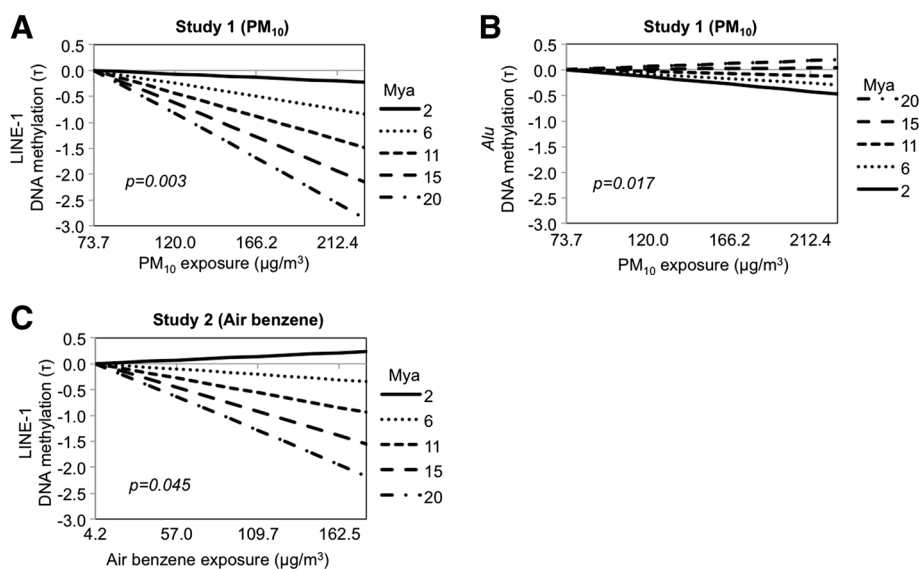 A
Study 1 (PM10)
0.5
0.0
-0.5
-1.0
-1.5
-2.0
-2.5
-3.0
LINE-1
DNA methylation (τ)
p=0.003
73.7 120.0 166.2 212.4
PM10 exposure (µg/m³)
Mya
2
6
11
15
20
B
Study 1 (PM10)
0.5
0.0
-0.5
-1.0
-1.5
-2.0
-2.5
-3.0
Alu
DNA methylation (τ)
p=0.017
73.7 120.0 166.2 212.4
PM10 exposure (µg/m³)
Mya
20
15
11
6
2
C
Study 2 (Air benzene)
0.5
0.0
-0.5
-1.0
-1.5
-2.0
-2.5
-3.0
LINE-1
DNA methylation (τ)
p=0.045
4.2 57.0 109.7 162.5
Air benzene exposure (µg/m³)
Mya
2
6
11
15
20